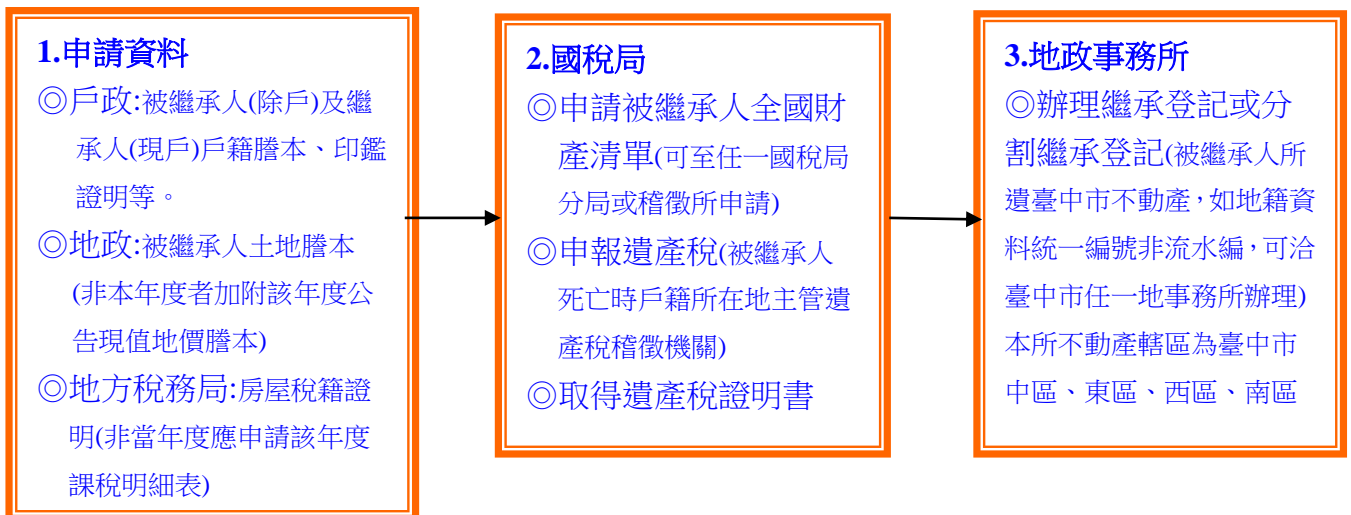 1.申請資料
◎戶政:被繼承人(除戶)及繼
承人(現戶)戶籍謄本、印鑑
證明等。
◎地政:被繼承人土地謄本
(非本年度者加附該年度公
告現值地價謄本)
◎地方稅務局:房屋稅籍證
明(非當年度應申請該年度
課稅明細表)
2.國稅局
◎申請被繼承人全國財
產清單(可至任一國稅局
分局或稽徵所申請)
◎申報遺產稅(被繼承人
死亡時戶籍所在地主管遺
產稅稽徵機關)
◎取得遺產稅證明書
3.地政事務所
◎辦理繼承登記或分
割繼承登記(被繼承人所
遺臺中市不動產，如地籍資
料統一編號非流水編，可洽
臺中市任一地事務所辦理)
本所不動產轄區為臺中市
中區、東區、西區、南區